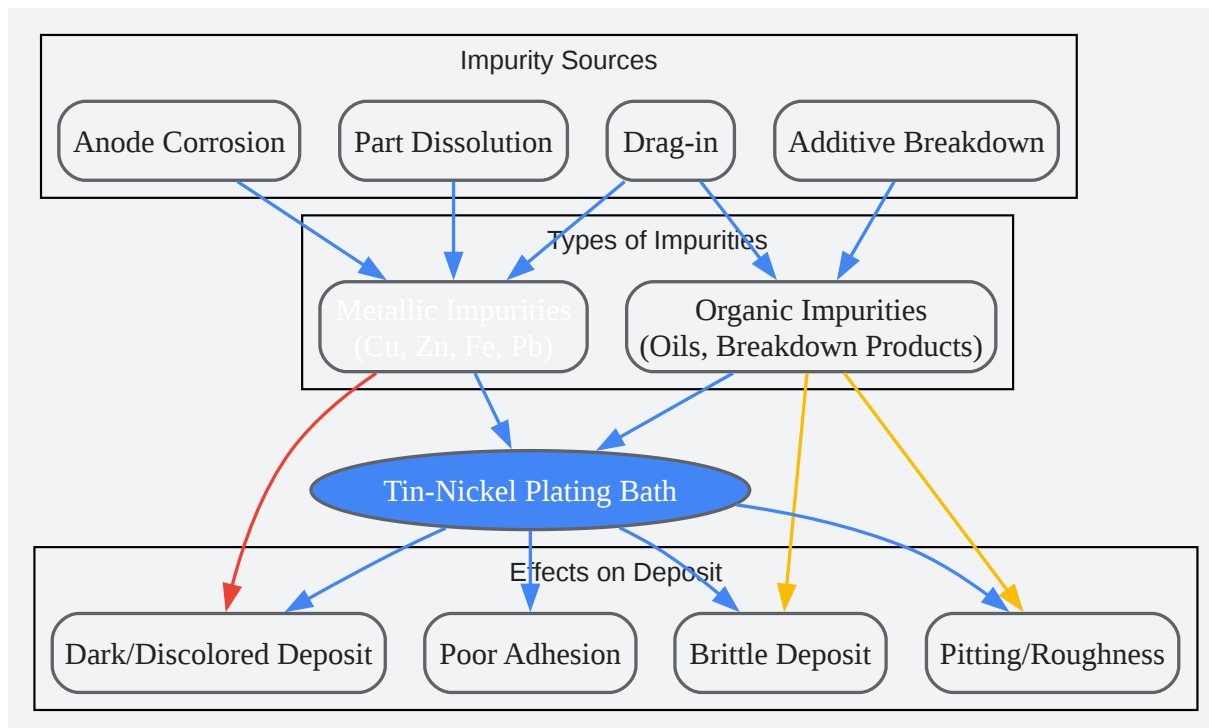 Impurity Sources
Anode Corrosion
Part Dissolution
Drag-in
Additive Breakdown
Types of Impurities
Metallic Impurities
(Cu, Zn, Fe, Pb)
Organic Impurities
(Oils, Breakdown Products)
Tin-Nickel Plating Bath
Effects on Deposit
Dark/Discolored Deposit
Poor Adhesion
Brittle Deposit
Pitting/Roughness